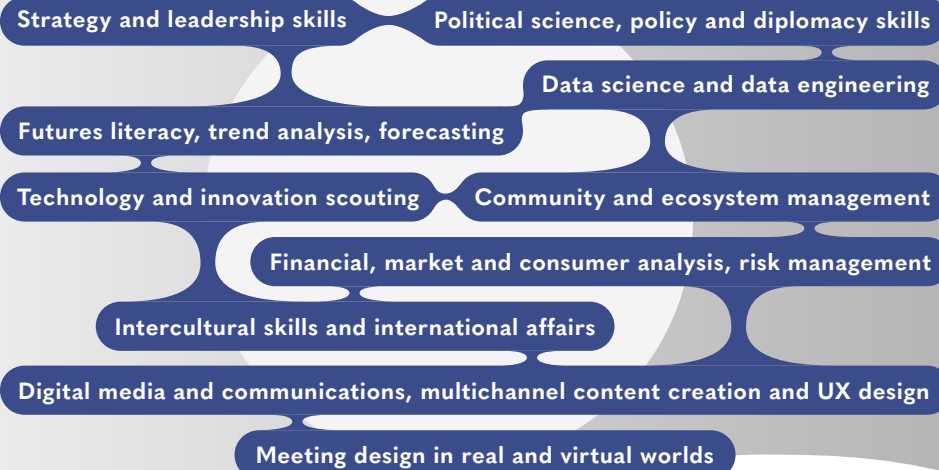 Strategy and leadership skills
Political science, policy and diplomacy skills
Data science and data engineering
Futures literacy, trend analysis, forecasting
Technology and innovation scouting
Community and ecosystem management
Financial, market and consumer analysis, risk management
Intercultural skills and international affairs
Digital media and communications, multichannel content creation and UX design
Meeting design in real and virtual worlds